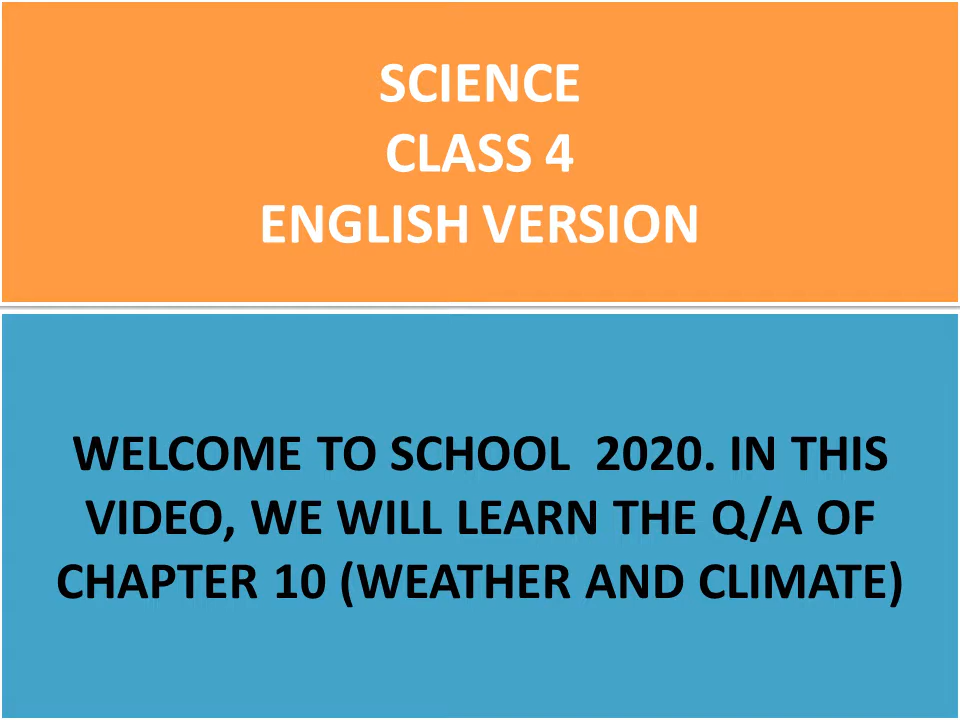 SCIENCE
CLASS 4
ENGLISH VERSION
WELCOME TO SCHOOL  2020. IN THIS
VIDEO, WE WILL LEARN THE Q/A OF
CHAPTER 10 (WEATHER AND CLIMATE)